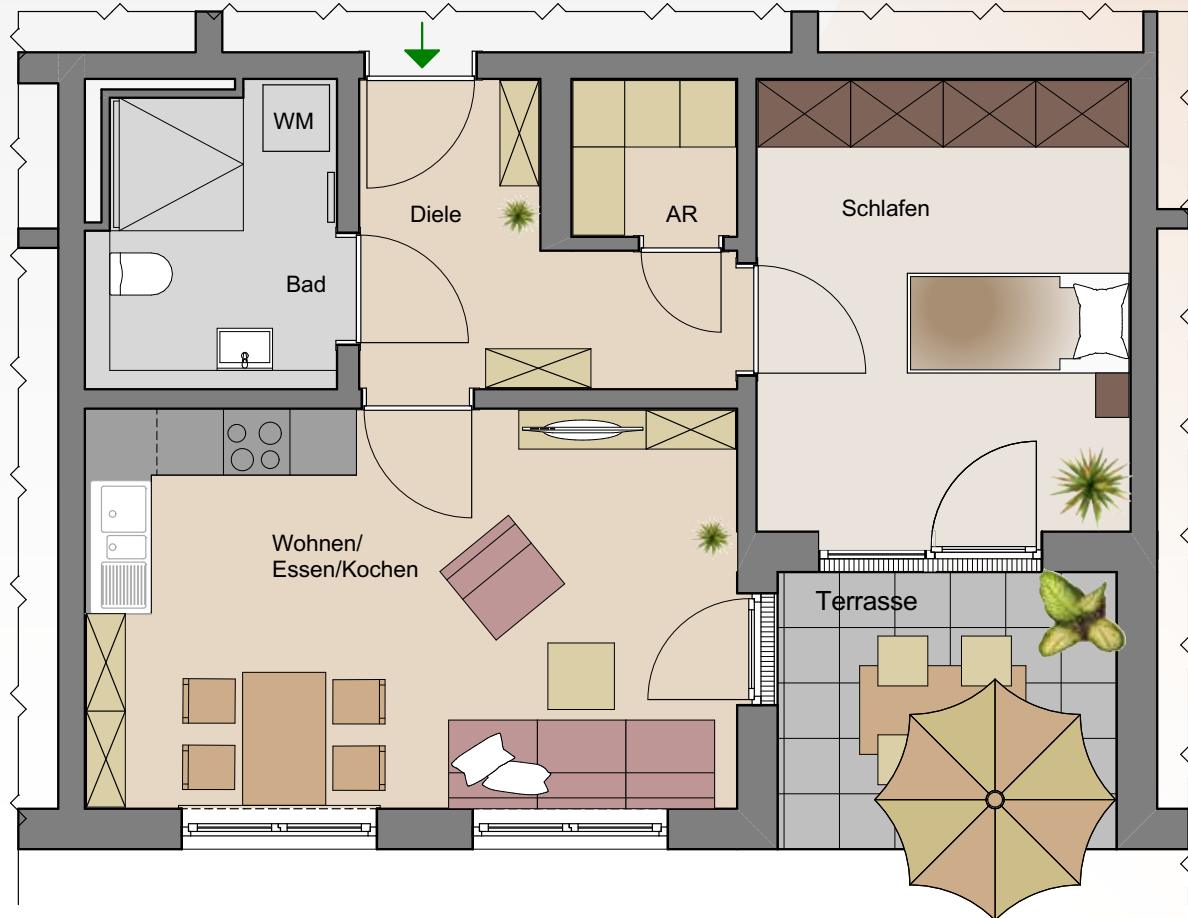 WM
Diele
AR
Schlafen
Bad
Wohnen/
Essen/Kochen
Terrasse